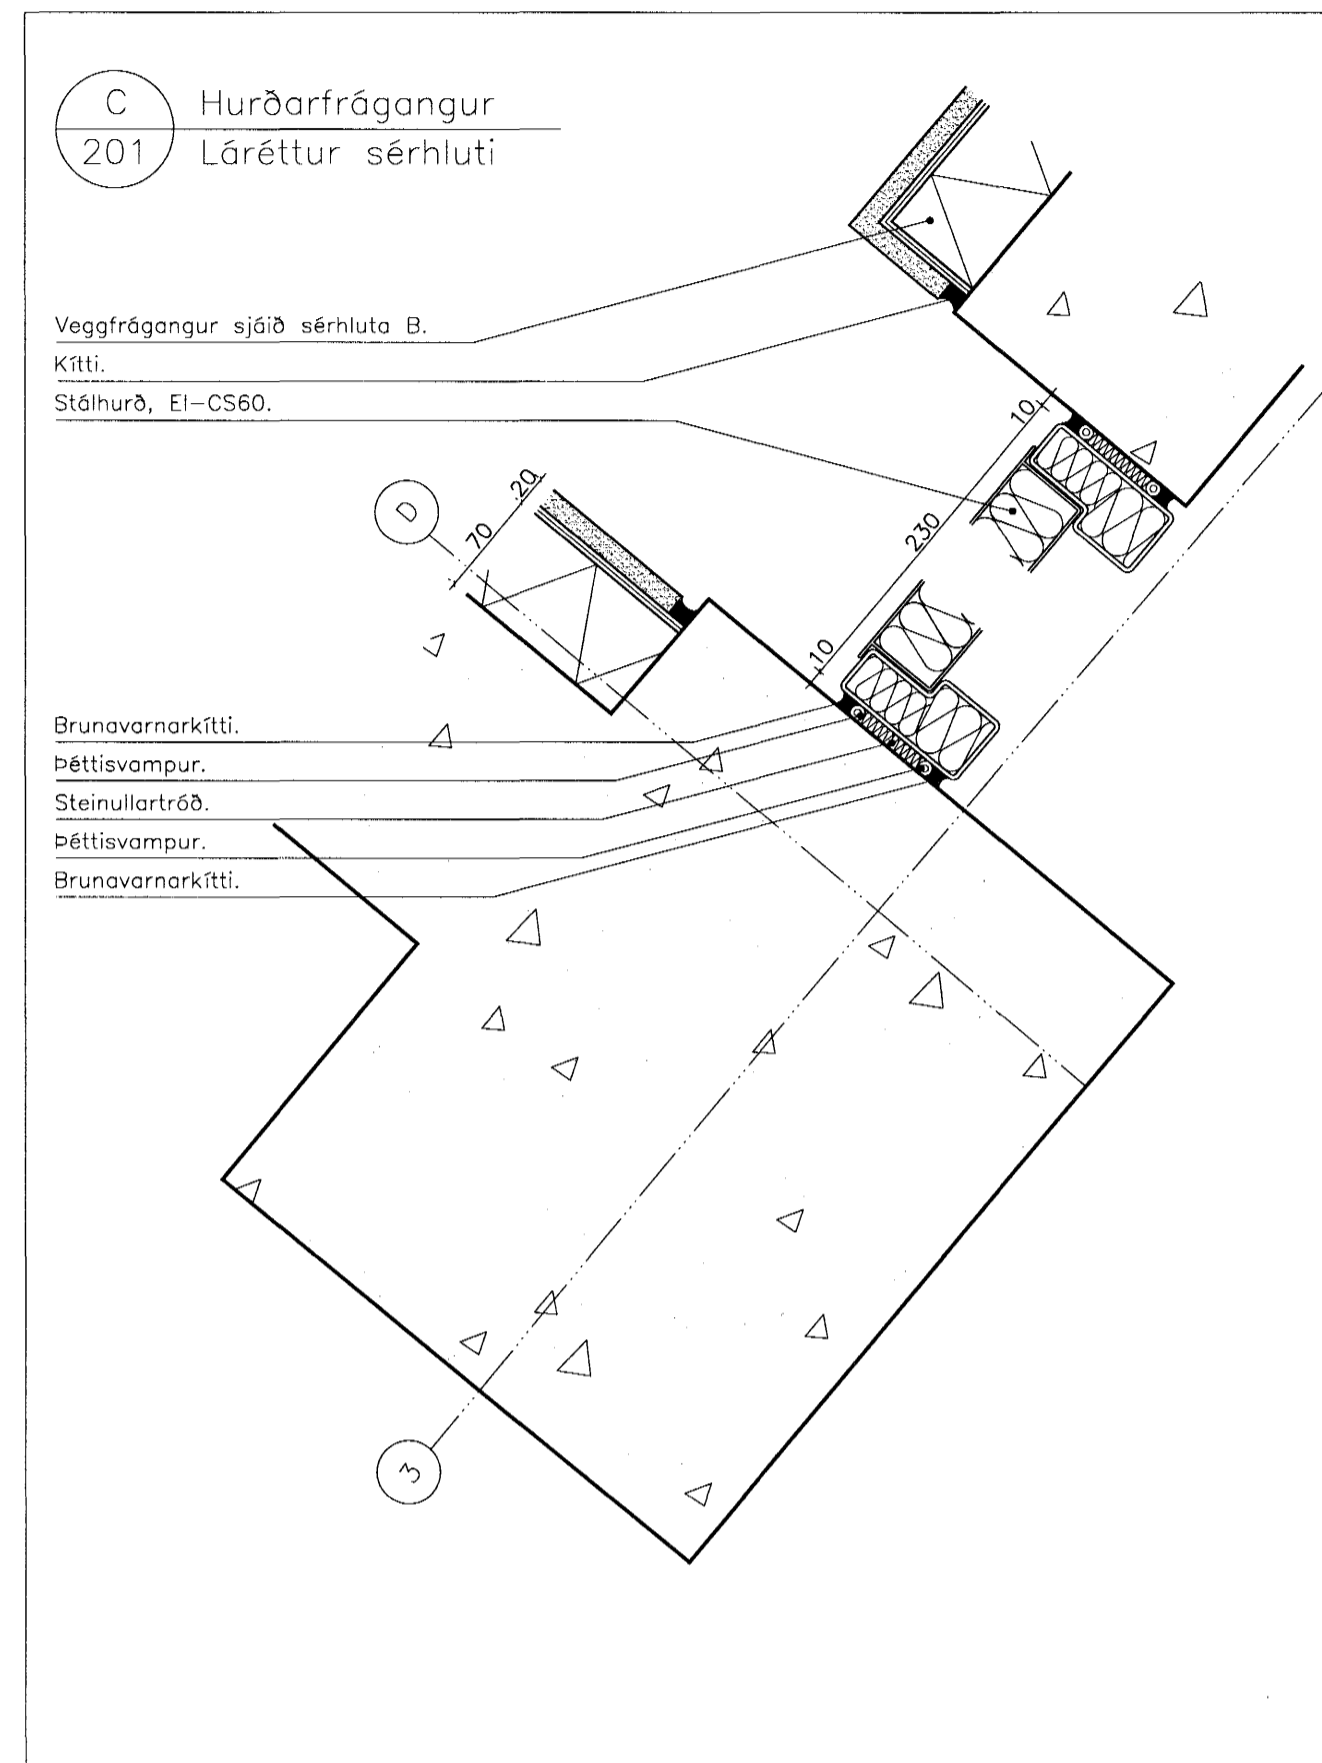 C
201
Hurðarfrágangur
Láréttur sérhluti
Veggfrágangur sjáið sérhluta B.
Kítti.
Stálhurð, EI-CS60.
10
230
10
D
70
20
Brunavarnarkítti.
Þéttisvampur.
Steinullartróð.
Þéttisvampur.
Brunavarnarkítti.
3